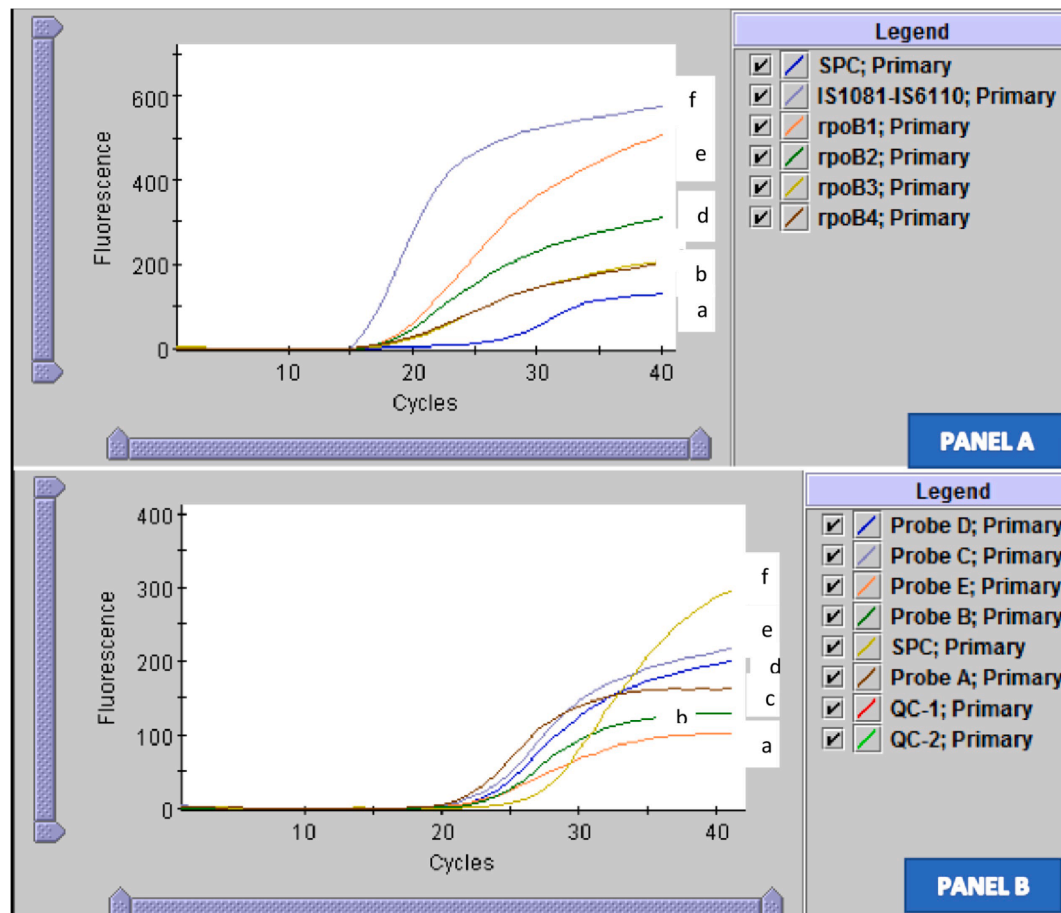 Legend
SPC; Primary
IS1081-IS6110; Primary
rpoB1; Primary
rpoB2; Primary
rpoB3; Primary
rpoB4; Primary
600
400
200
0
Fluorescence
10
20
30
40
Cycles
f
e
d
b
a
PANEL A
Legend
Probe D; Primary
Probe C; Primary
Probe E; Primary
Probe B; Primary
SPC; Primary
Probe A; Primary
QC-1; Primary
QC-2; Primary
400
300
200
100
0
Fluorescence
10
20
30
40
Cycles
f
e
d
c
b
a
PANEL B